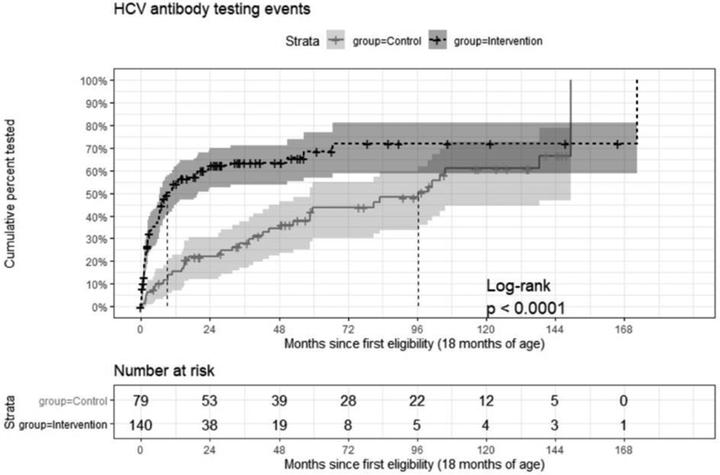 HCV antibody testing events
Strata group=Control group=Intervention
Cumulative percent tested
100%
90%
80%
70%
60%
50%
40%
30%
20%
10%
0%
Log-rank
p < 0.0001
0 24 48 72 96 120 144 168
Months since first eligibility (18 months of age)
Number at risk
Strata
group=Control 79 53 39 28 22 12 5 0
group=Intervention 140 38 19 8 5 4 3 1
0 24 48 72 96 120 144 168
Months since first eligibility (18 months of age)